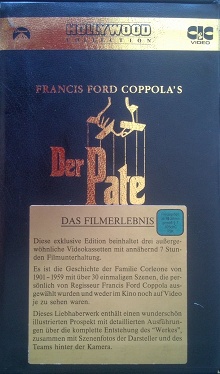 HOLLYWOOD
COLLECTION
CIC
VIDEO
FRANCIS FORD COPPOLA'S
Der Pate
DAS FILMERLEBNIS
Diese exklusive Edition beinhaltet drei außerge-
wöhnliche Videokassetten mit annähernd 7 Stun-
den Filmunterhaltung.
Es ist die Geschichte der Familie Corleone von
1901–1959 mit über 30 einmaligen Szenen, die per-
sönlich von Regisseur Francis Ford Coppola aus-
gewählt wurden und weder im Kino noch auf Video
je zu sehen waren.
Dieses Liebhaberwerk enthält einen wunderschön
illustrierten Prospekt mit detaillierten Ausführun-
gen über die komplette Entstehung des "Werkes",
zusammen mit Szenenfotos der Darsteller und des
Teams hinter der Kamera.